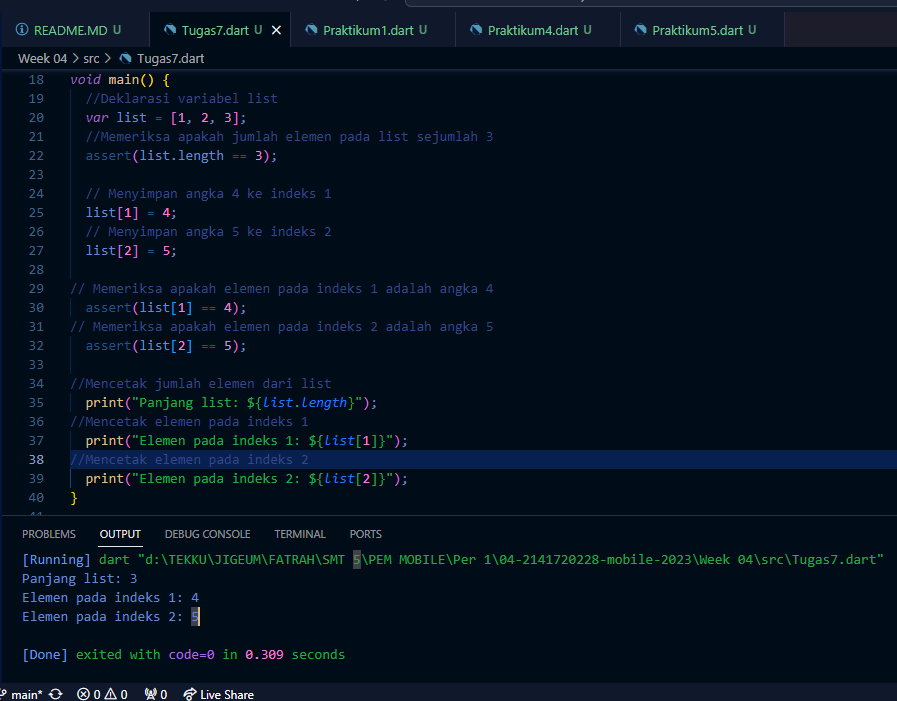 README.MD U
Tugas7.dart U
Praktikum1.dart U
Praktikum4.dart U
Praktikum5.dart U
Week 04 > src > Tugas7.dart
18 void main() {
19 //Deklarasi variabel list
20 var list = [1, 2, 3];
21 //Memeriksa apakah jumlah elemen pada list sejumlah 3
22 assert(list.length == 3);
23
24 // Menyimpan angka 4 ke indeks 1
25 list[1] = 4;
26 // Menyimpan angka 5 ke indeks 2
27 list[2] = 5;
28
29 // Memeriksa apakah elemen pada indeks 1 adalah angka 4
30 assert(list[1] == 4);
31 // Memeriksa apakah elemen pada indeks 2 adalah angka 5
32 assert(list[2] == 5);
33
34 //Mencetak jumlah elemen dari list
35 print("Panjang list: ${list.length}");
36 //Mencetak elemen pada indeks 1
37 print("Elemen pada indeks 1: ${list[1]}");
38 //Mencetak elemen pada indeks 2
39 print("Elemen pada indeks 2: ${list[2]}");
40 }
PROBLEMS OUTPUT DEBUG CONSOLE TERMINAL PORTS
[Running] dart "d:\TEKKU\JIGEUM\FATRAH\SMT 5\PEM MOBILE\Per 1\04-2141720228-mobile-2023\Week 04\src\Tugas7.dart"
Panjang list: 3
Elemen pada indeks 1: 4
Elemen pada indeks 2: 5
[Done] exited with code=0 in 0.309 seconds
main* 0 0 0 Live Share